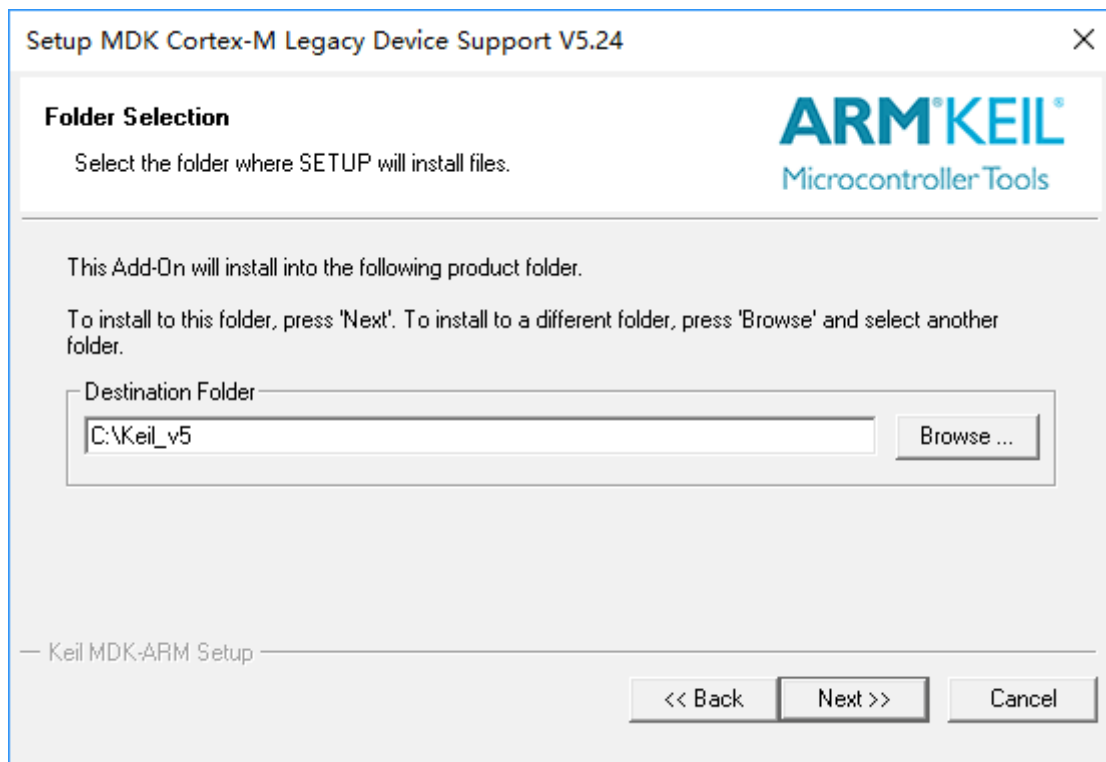 Setup MDK Cortex-M Legacy Device Support V5.24
Folder Selection
Select the folder where SETUP will install files.
ARM®KEIL®
Microcontroller Tools
This Add-On will install into the following product folder.
To install to this folder, press 'Next'. To install to a different folder, press 'Browse' and select another
folder.
Destination Folder
C:\Keil_v5
Browse ...
Keil MDK-ARM Setup
<< Back
Next >>
Cancel